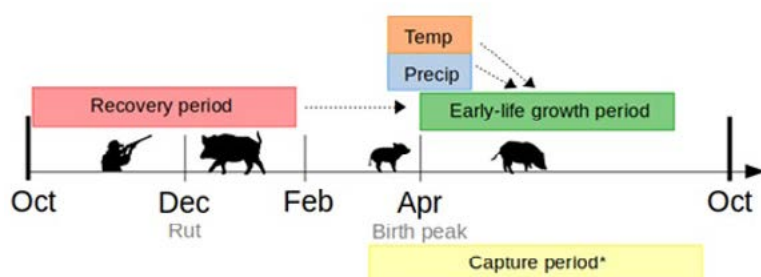 Temp
Precip
Recovery period
Early-life growth period
Oct
Dec
Feb
Apr
Oct
Rut
Birth peak
Capture period*